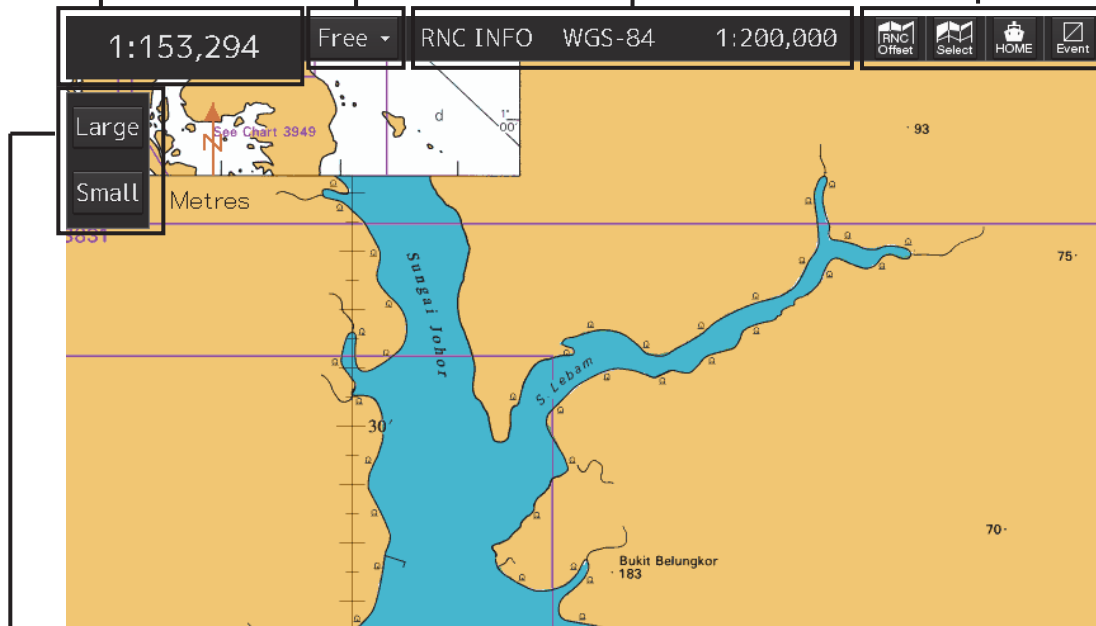 1:153,294
Free
RNC INFO WGS-84 1:200,000
RNC
Offset
Select
HOME
Event
Large
Small
See Chart 3949
N
d
1'
00'
93
Metres
3831
75
Sungai Johor
S. Lebam
30'
70
Bukit Belungkor
183